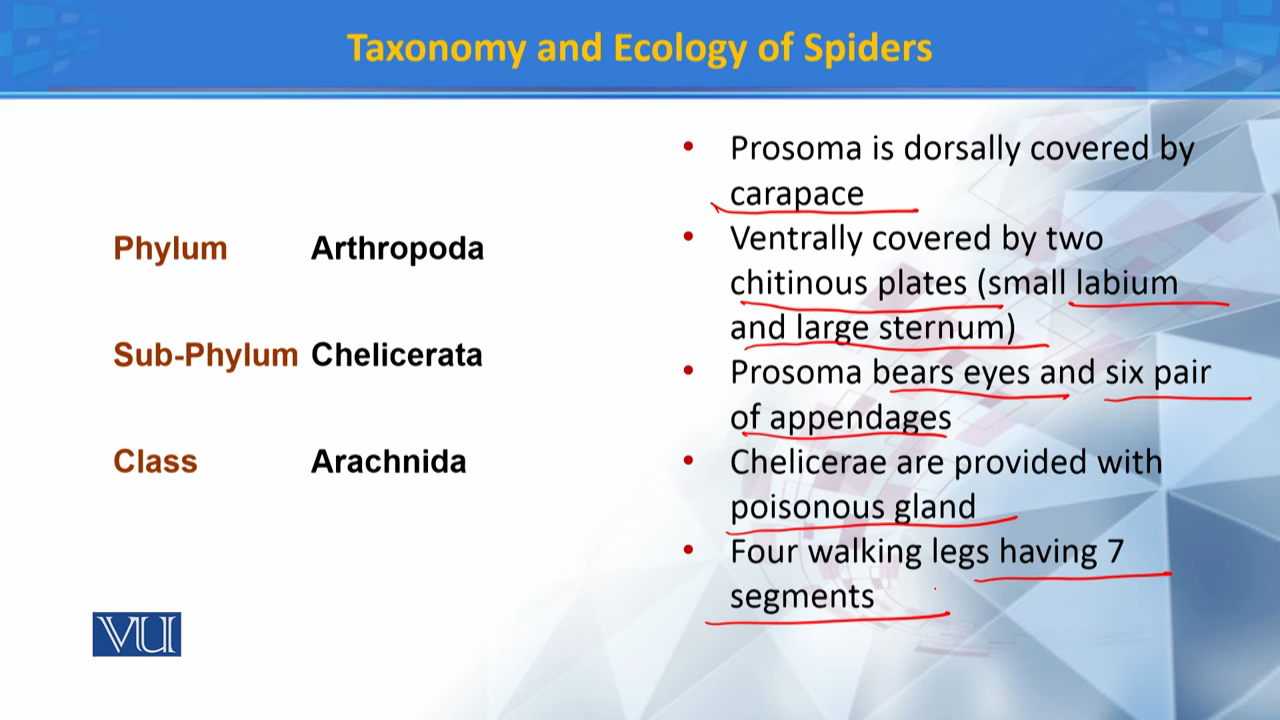 Taxonomy and Ecology of Spiders
Phylum Arthropoda
Sub-Phylum Chelicerata
Class Arachnida
• Prosoma is dorsally covered by
carapace
• Ventrally covered by two
chitinous plates (small labium
and large sternum)
• Prosoma bears eyes and six pair
of appendages
• Chelicerae are provided with
poisonous gland
• Four walking legs having 7
segments
VU